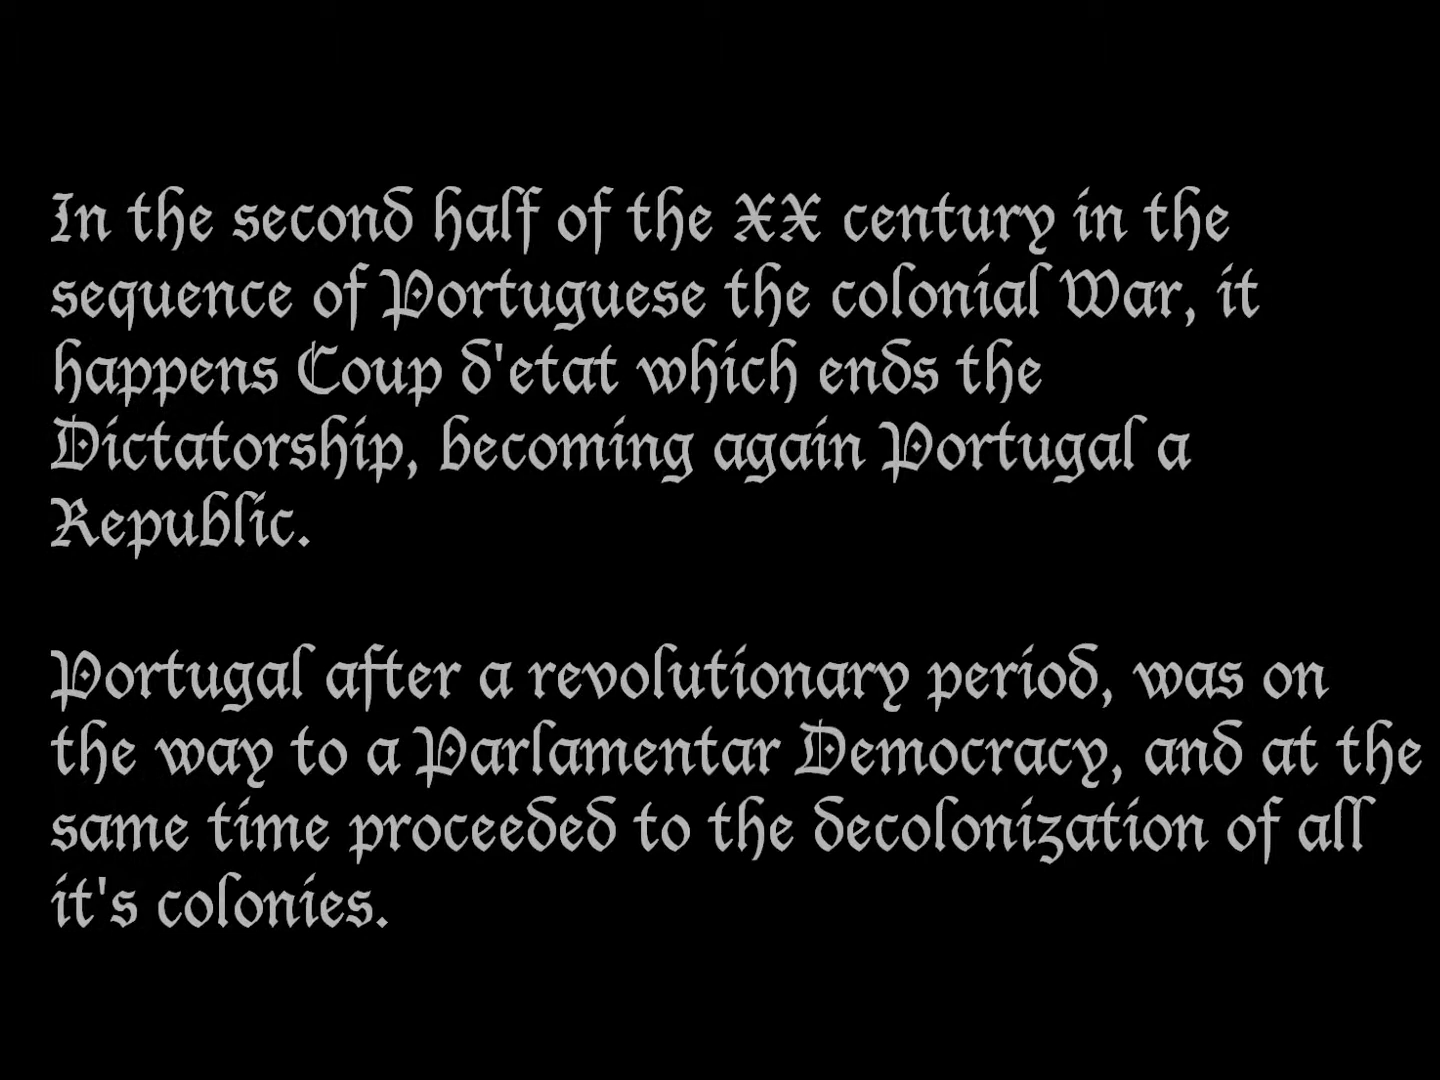 In the second half of the XX century in the
sequence of Portuguese the colonial War, it
happens Coup d'etat which ends the
Dictatorship, becoming again Portugal a
Republic.
Portugal after a revolutionary period, was on
the way to a Parlamentar Democracy, and at the
same time proceeded to the decolonization of all
it's colonies.